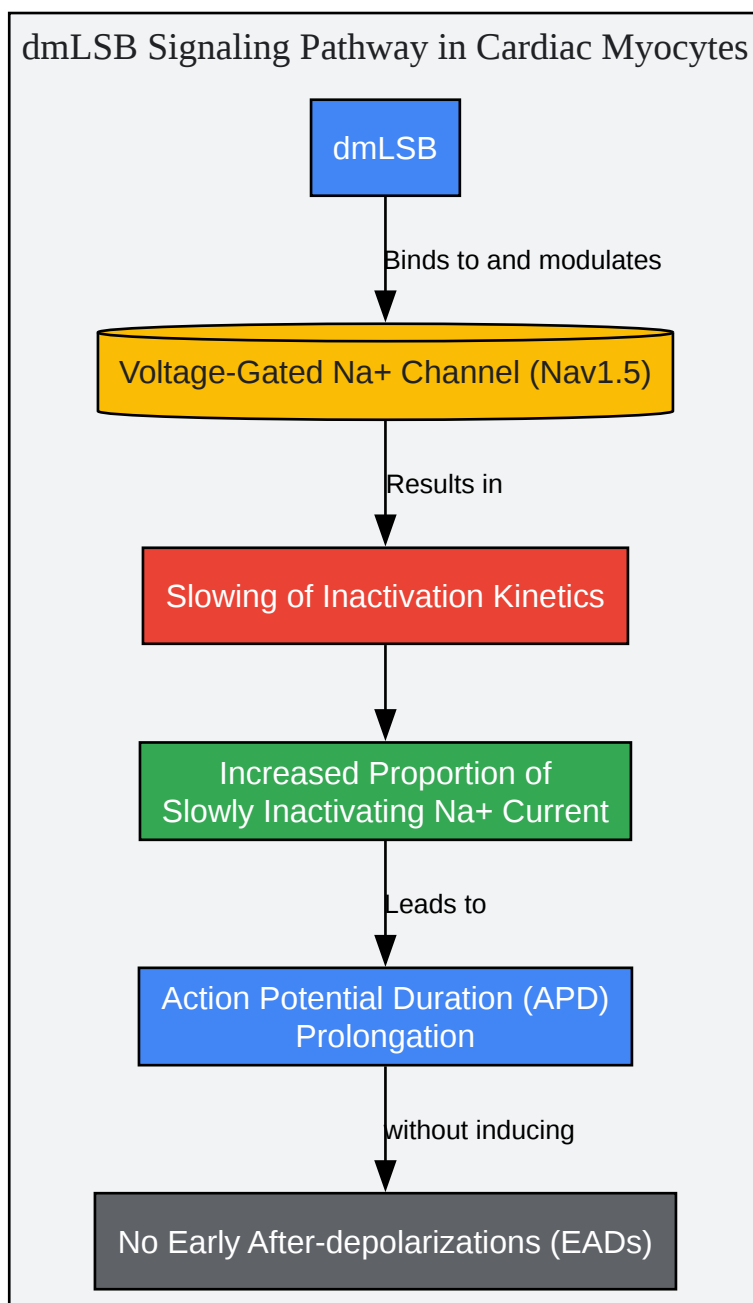 dmLSB Signaling Pathway in Cardiac Myocytes
dmLSB
Binds to and modulates
Voltage-Gated Na+ Channel (Nav1.5)
Results in
Slowing of Inactivation Kinetics
Increased Proportion of
Slowly Inactivating Na+ Current
Leads to
Action Potential Duration (APD)
Prolongation
without inducing
No Early After-depolarizations (EADs)